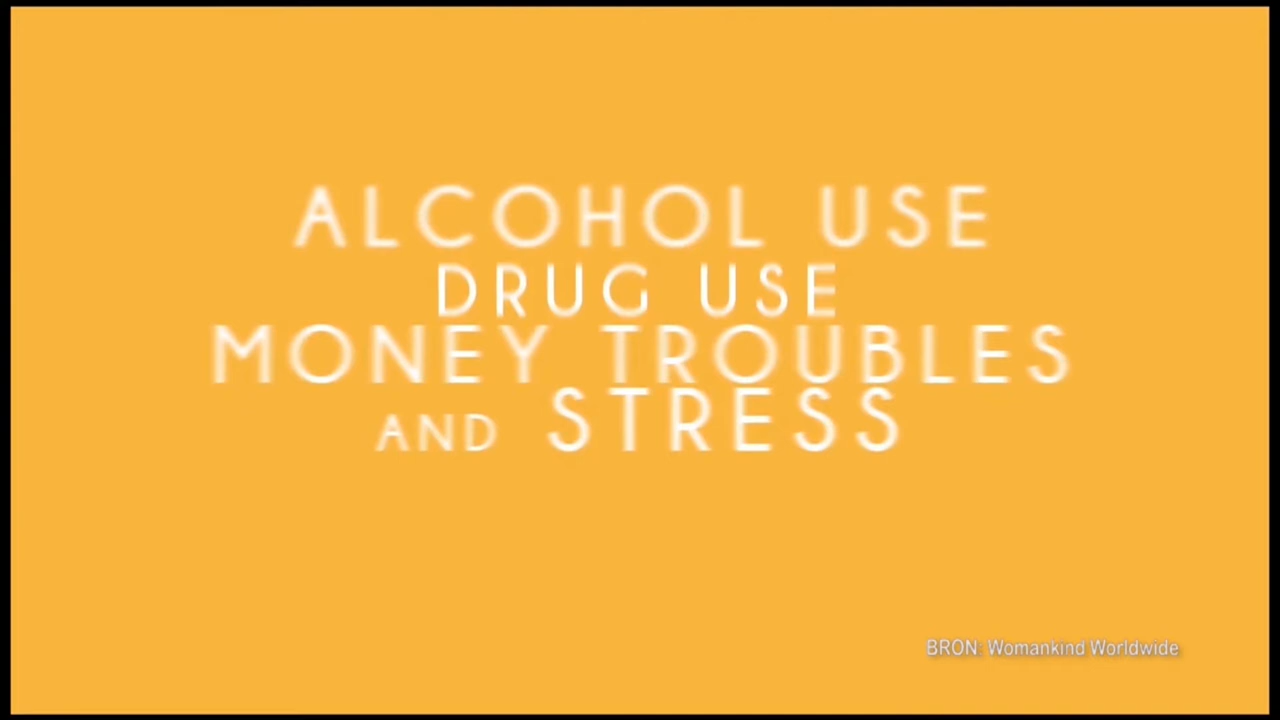 ALCOHOL USE
DRUG USE
MONEY TROUBLES
AND STRESS
BRON: Womankind Worldwide